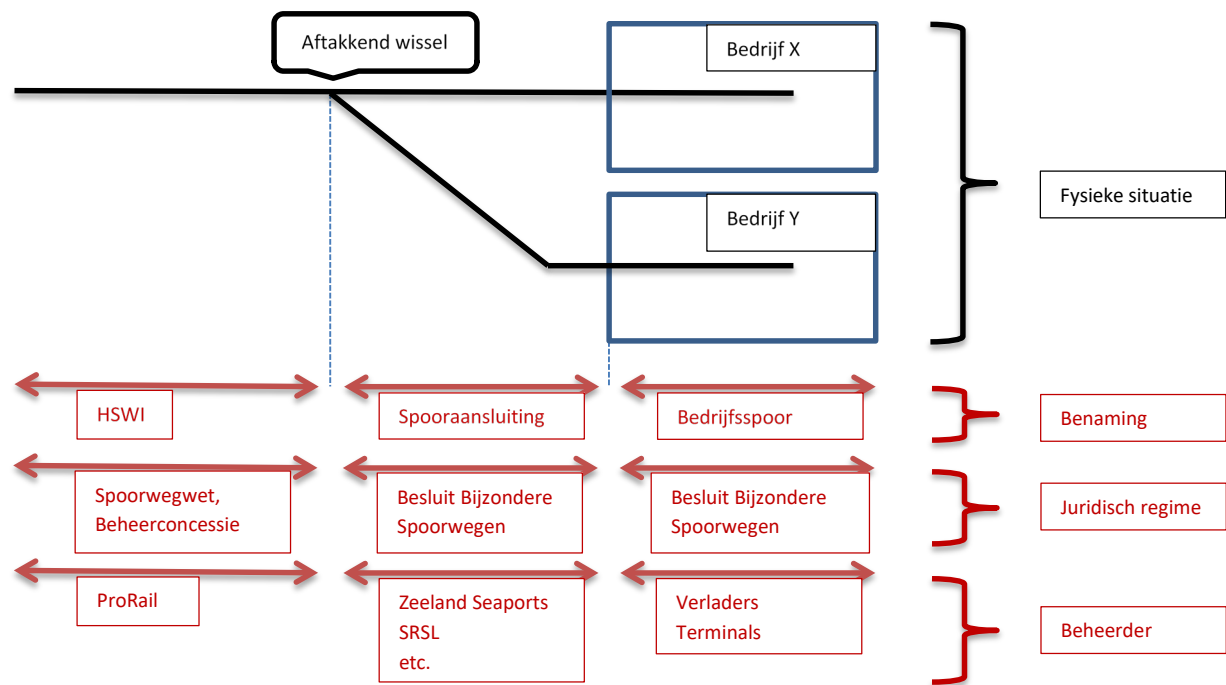 Aftakkend wissel
Bedrijf X
Bedrijf Y
Fysieke situatie
HSWI
Spooraansluiting
Bedrijfsspoor
Benaming
Spoorwegwet,
Beheerconcessie
Besluit Bijzondere
Spoorwegen
Besluit Bijzondere
Spoorwegen
Juridisch regime
ProRail
Zeeland Seaports
SRSL
etc.
Verladers
Terminals
Beheerder